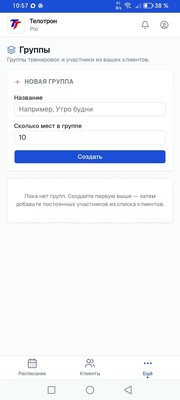 10:57
38 %
Телотрон
Pro
Группы
Группы тренировок и участники из ваших клиентов.
+ НОВАЯ ГРУППА
Название
Например, Утро будни
Сколько мест в группе
10
Создать
Пока нет групп. Создайте первую выше — затем
добавьте постоянных участников из списка клиентов.
Расписание
Клиенты
Ещё